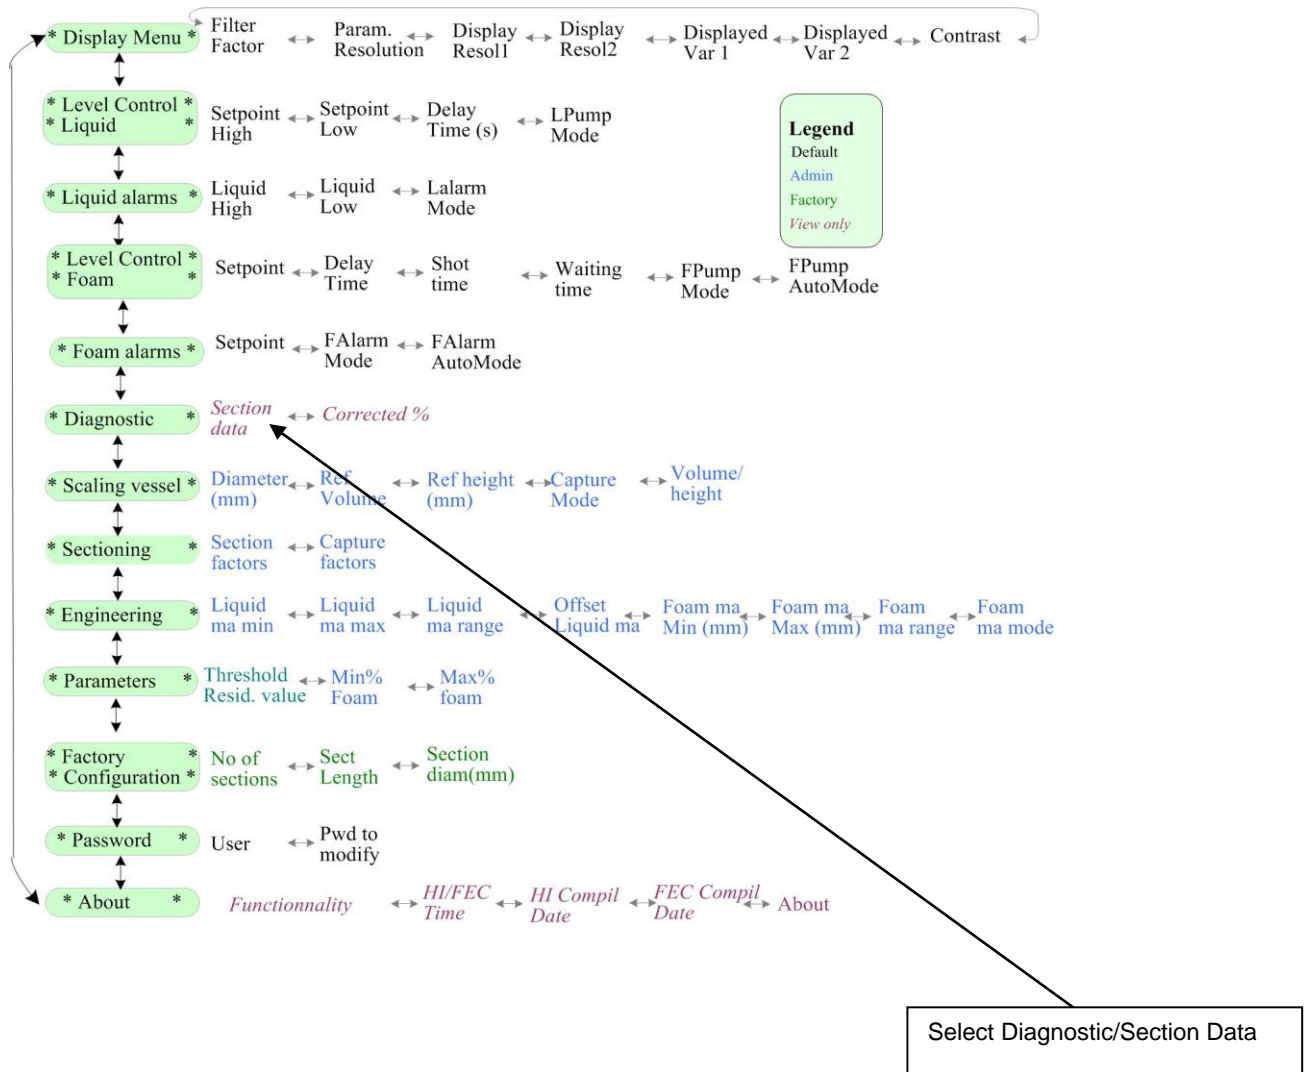 * Display Menu *
Filter
Factor
Param.
Resolution
Display
Resol1
Display
Resol2
Displayed
Var 1
Displayed
Var 2
Contrast
* Level Control *
* Liquid *
Setpoint
High
Setpoint
Low
Delay
Time (s)
LPump
Mode
Legend
Default
Admin
Factory
View only
* Liquid alarms *
Liquid
High
Liquid
Low
Lalarm
Mode
* Level Control *
* Foam *
Setpoint
Delay
Time
Shot
time
Waiting
time
FPump
Mode
FPump
AutoMode
* Foam alarms *
Setpoint
FAlarm
Mode
FAlarm
AutoMode
* Diagnostic *
Section
data
Corrected %
* Scaling vessel *
Diameter
(mm)
Ref
Volume
Ref height
(mm)
Capture
Mode
Volume/
height
* Sectioning *
Section
factors
Capture
factors
* Engineering *
Liquid
ma min
Liquid
ma max
Liquid
ma range
Offset
Liquid ma
Foam ma
Min (mm)
Foam ma
Max (mm)
Foam
ma range
Foam
ma mode
* Parameters *
Threshold
Resid. value
Min%
Foam
Max%
foam
* Factory *
* Configuration *
No of
sections
Sect
Length
Section
diam(mm)
* Password *
User
Pwd to
modify
* About *
Functionnality
HI/FEC
Time
HI Compil
Date
FEC Compil
Date
About
Select Diagnostic/Section Data